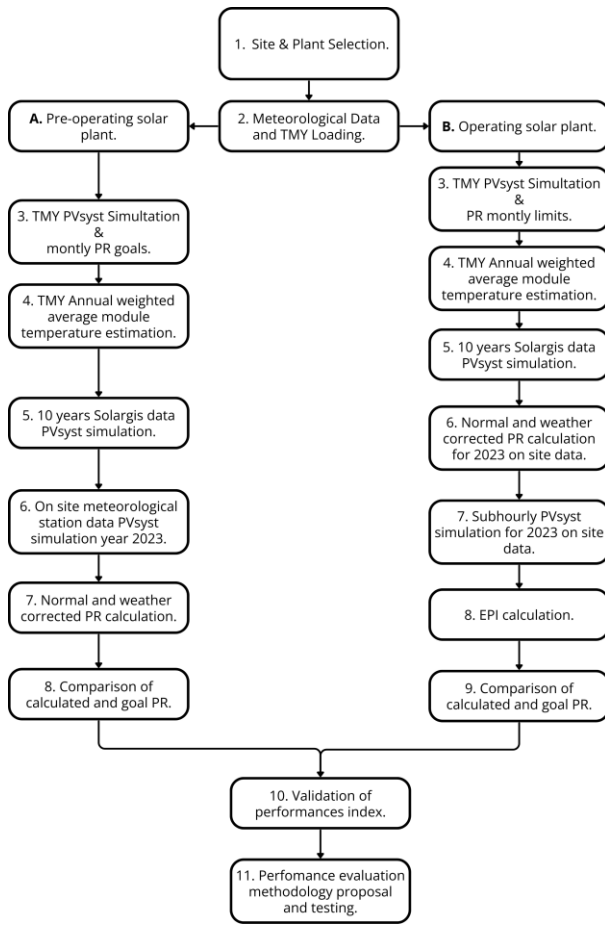 1. Site & Plant Selection.
A. Pre-operating solar
plant.
2. Meteorological Data
and TMY Loading.
B. Operating solar plant.
3. TMY PVsyst Simultation
&
montly PR goals.
4. TMY Annual weighted
average module
temperature estimation.
5. 10 years Solargis data
PVsyst simulation.
6. On site meteorological
station data PVsyst
simulation year 2023.
7. Normal and weather
corrected PR calculation.
8. Comparison of
calculated and goal PR.
3. TMY PVsyst Simultation
&
PR montly limits.
4. TMY Annual weighted
average module
temperature estimation.
5. 10 years Solargis data
PVsyst simulation.
6. Normal and weather
corrected PR calculation
for 2023 on site data.
7. Subhourly PVsyst
simulation for 2023 on site
data.
8. EPI calculation.
9. Comparison of
calculated and goal PR.
10. Validation of
performances index.
11. Perfomance evaluation
methodology proposal
and testing.